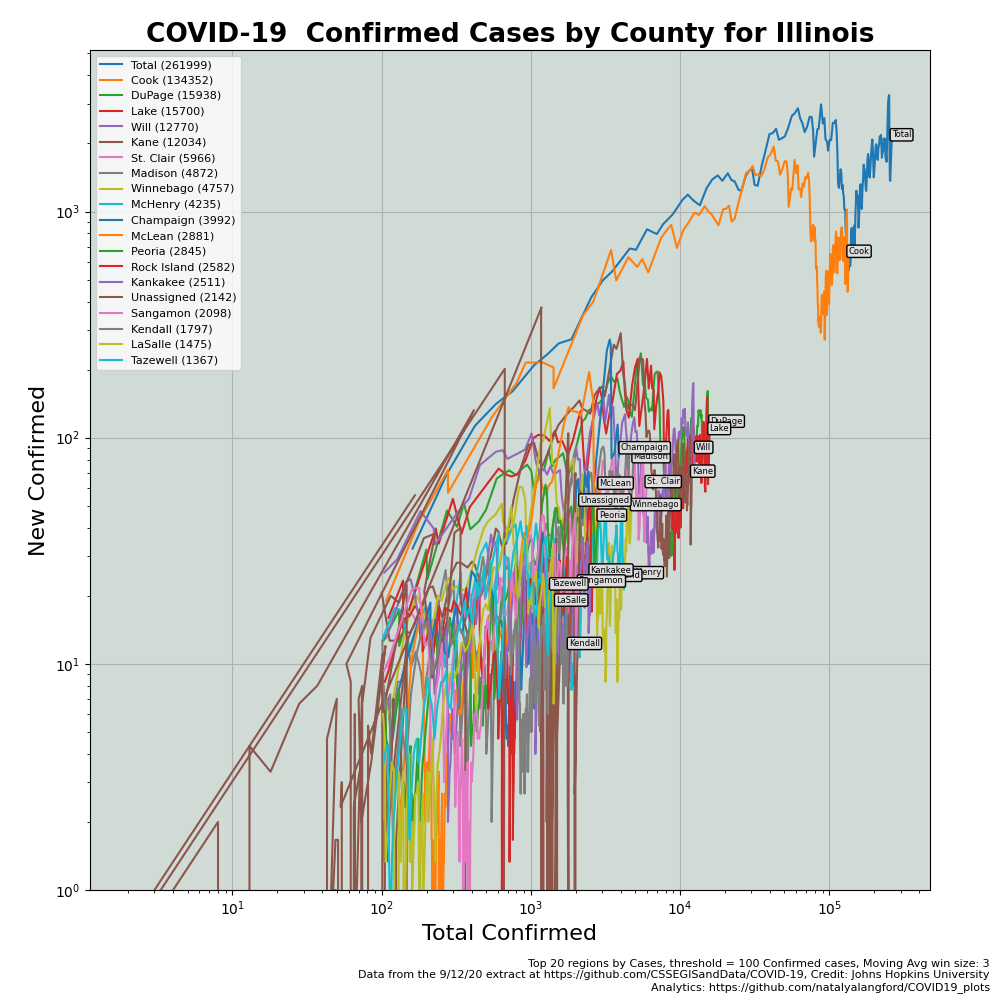 COVID-19  Confirmed Cases by County for Illinois
Total (261999)
Cook (134352)
DuPage (15938)
Lake (15700)
Will (12770)
Kane (12034)
St. Clair (5966)
Madison (4872)
Winnebago (4757)
McHenry (4235)
Champaign (3992)
McLean (2881)
Peoria (2845)
Rock Island (2582)
Kankakee (2511)
Unassigned (2142)
Sangamon (2098)
Kendall (1797)
LaSalle (1475)
Tazewell (1367)
New Confirmed
10³
10²
10¹
10⁰
Total
Cook
DuPage
Lake
Champaign
Will
Madison
Kane
McLean
St. Clair
Unassigned
Winnebago
Peoria
Kankakee
Tazewell
LaSalle
Kendall
10¹ 10² 10³ 10⁴ 10⁵
Total Confirmed
Top 20 regions by Cases, threshold = 100 Confirmed cases, Moving Avg win size: 3
Data from the 9/12/20 extract at https://github.com/CSSEGISandData/COVID-19, Credit: Johns Hopkins University
Analytics: https://github.com/natalyalangford/COVID19_plots